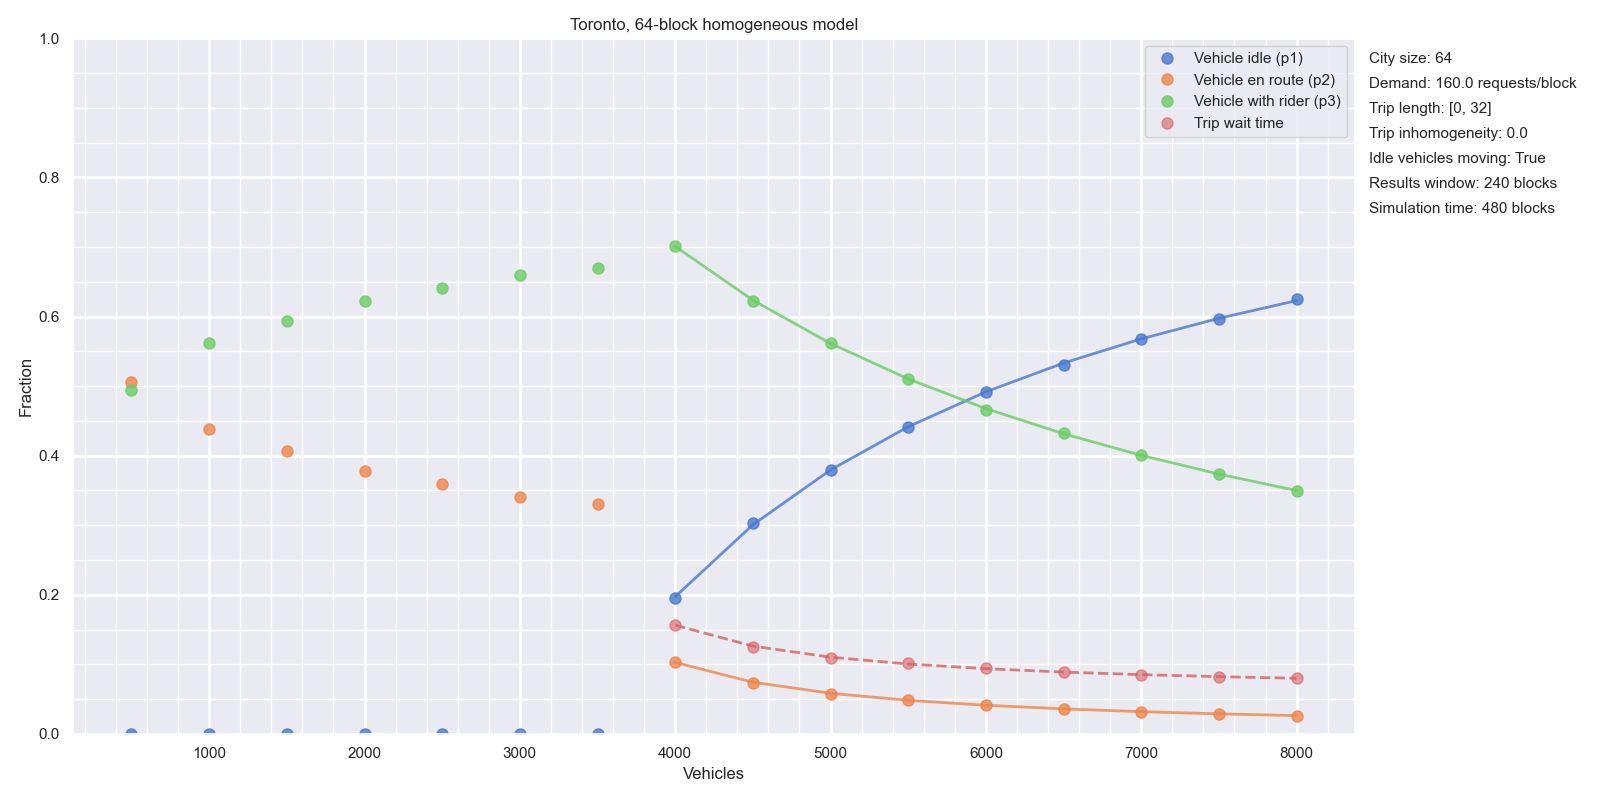 Toronto, 64-block homogeneous model
1.0
0.8
0.6
0.4
0.2
0.0
Fraction
Vehicle idle (p1)
Vehicle en route (p2)
Vehicle with rider (p3)
Trip wait time
City size: 64
Demand: 160.0 requests/block
Trip length: [0, 32]
Trip inhomogeneity: 0.0
Idle vehicles moving: True
Results window: 240 blocks
Simulation time: 480 blocks
1000 2000 3000 4000 5000 6000 7000 8000
Vehicles